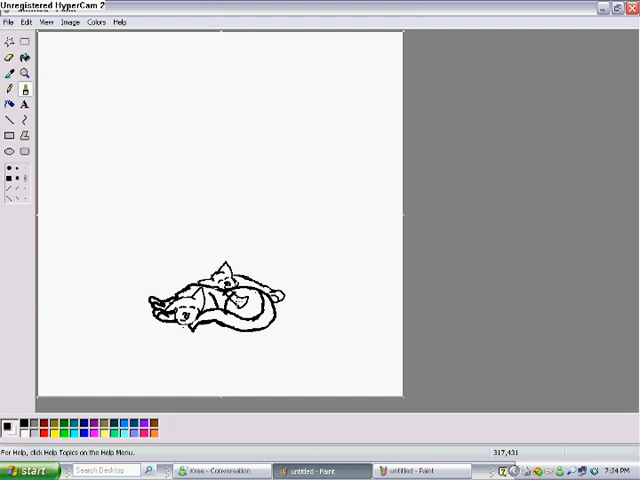 Unregistered HyperCam 2
File Edit View Image Colors Help
For Help, click Help Topics on the Help Menu.
317,431
start
Search Desktop
Conversation
untitled - Paint
untitled - Paint
7:24 PM